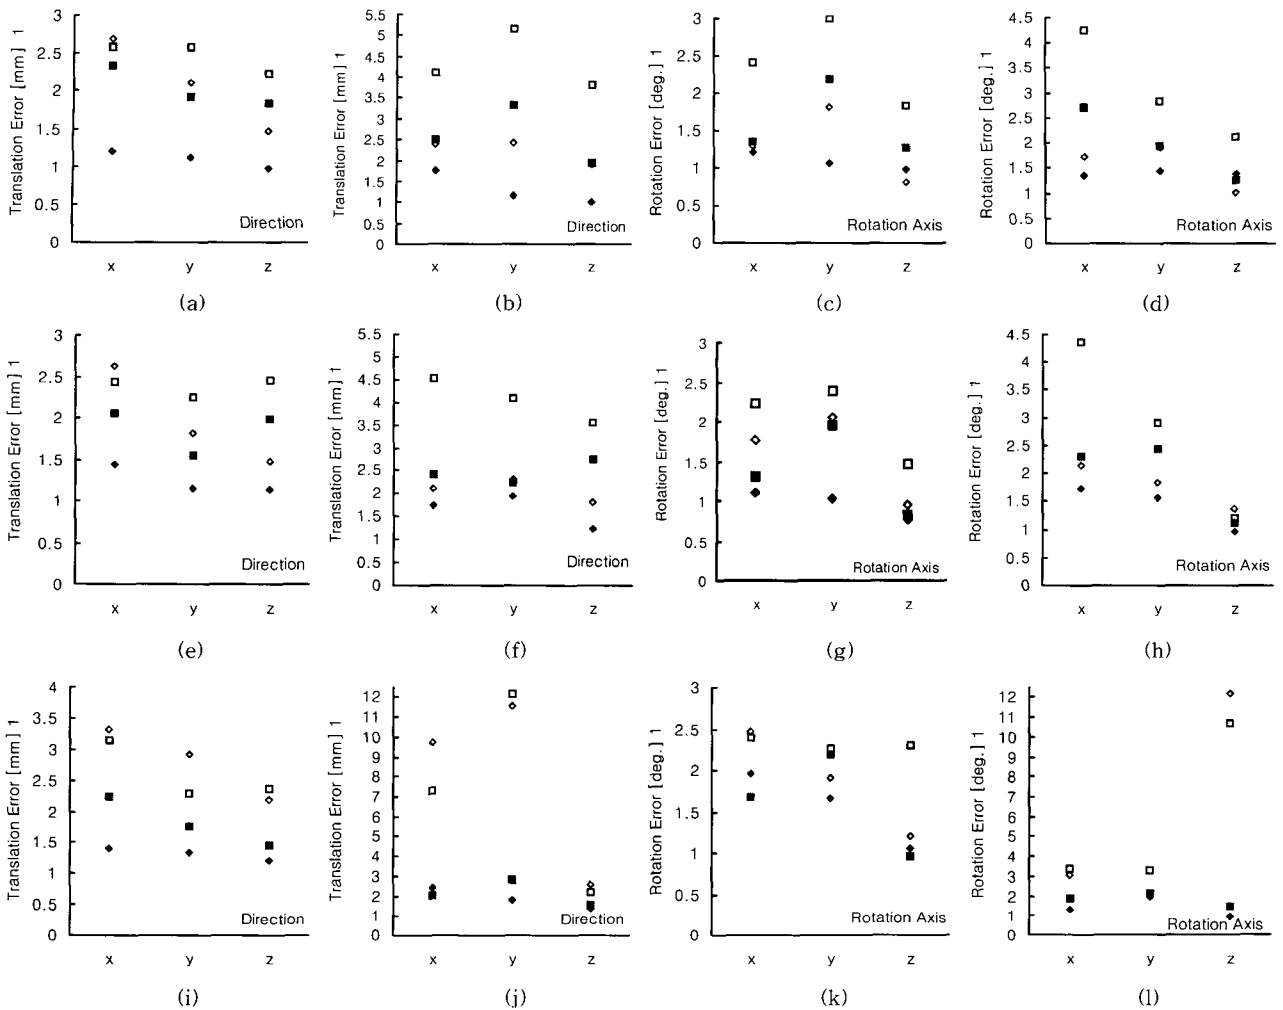 Translation Error [mm] 1
3
2.5
2
1.5
1
0.5
0
Direction
x y z
(a)
Translation Error [mm] 1
5.5
5
4.5
4
3.5
3
2.5
2
1.5
1
0.5
0
Direction
x y z
(b)
Rotation Error [deg.] 1
3
2.5
2
1.5
1
0.5
0
Rotation Axis
x y z
(c)
Rotation Error [deg.] 1
4.5
4
3.5
3
2.5
2
1.5
1
0.5
0
Rotation Axis
x y z
(d)
Translation Error [mm] 1
3
2.5
2
1.5
1
0.5
0
Direction
x y z
(e)
Translation Error [mm] 1
5.5
5
4.5
4
3.5
3
2.5
2
1.5
1
0.5
0
Direction
x y z
(f)
Rotation Error [deg.] 1
3
2.5
2
1.5
1
0.5
0
Rotation Axis
x y z
(g)
Rotation Error [deg.] 1
4.5
4
3.5
3
2.5
2
1.5
1
0.5
0
Rotation Axis
x y z
(h)
Translation Error [mm] 1
4
3.5
3
2.5
2
1.5
1
0.5
0
Direction
x y z
(i)
Translation Error [mm] 1
12
11
10
9
8
7
6
5
4
3
2
1
0
Direction
x y z
(j)
Rotation Error [deg.] 1
3
2.5
2
1.5
1
0.5
0
Rotation Axis
x y z
(k)
Rotation Error [deg.] 1
12
11
10
9
8
7
6
5
4
3
2
1
0
Rotation Axis
x y z
(l)